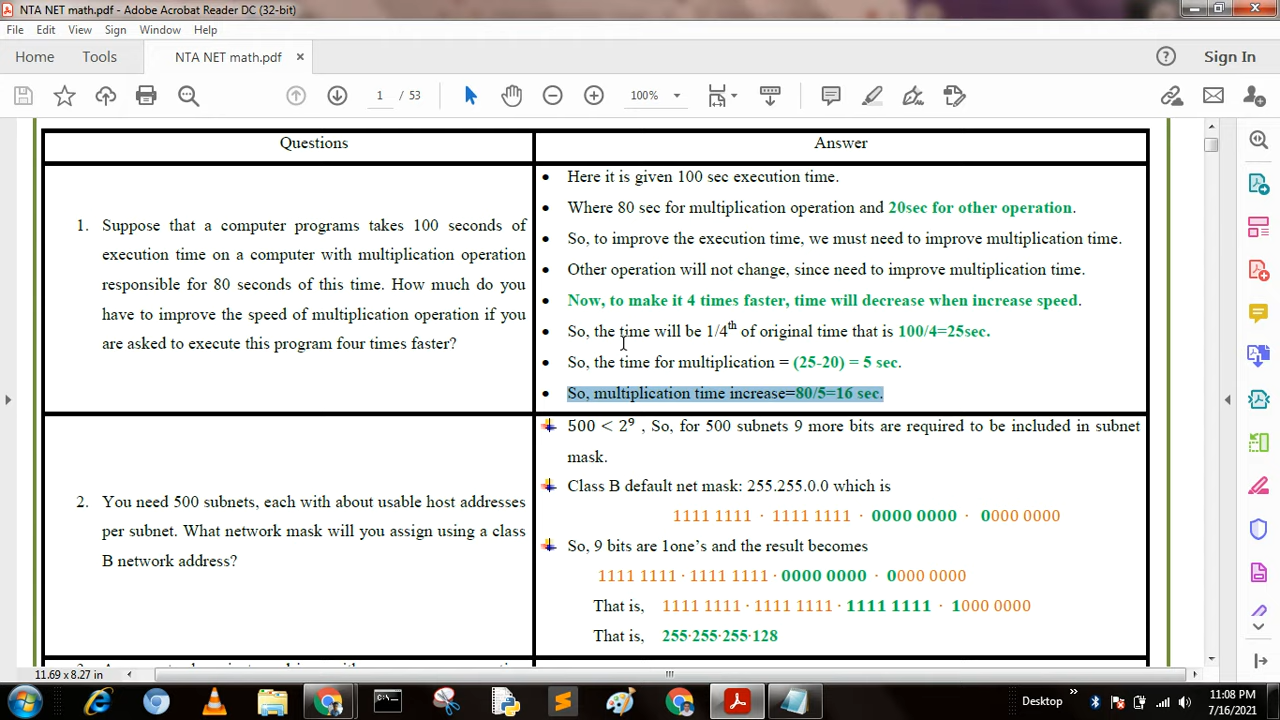 NTA NET math.pdf - Adobe Acrobat Reader DC (32-bit)
File Edit View Sign Window Help
Home Tools NTA NET math.pdf × Sign In
1 / 53 100%
Questions Answer
1. Suppose that a computer programs takes 100 seconds of
execution time on a computer with multiplication operation
responsible for 80 seconds of this time. How much do you
have to improve the speed of multiplication operation if you
are asked to execute this program four times faster?
• Here it is given 100 sec execution time.
• Where 80 sec for multiplication operation and 20sec for other operation.
• So, to improve the execution time, we must need to improve multiplication time.
• Other operation will not change, since need to improve multiplication time.
• Now, to make it 4 times faster, time will decrease when increase speed.
• So, the time will be 1/4th of original time that is 100/4=25sec.
• So, the time for multiplication = (25-20) = 5 sec.
• So, multiplication time increase=80/5=16 sec.
2. You need 500 subnets, each with about usable host addresses
per subnet. What network mask will you assign using a class
B network address?
500 < 2⁹ , So, for 500 subnets 9 more bits are required to be included in subnet
mask.
Class B default net mask: 255.255.0.0 which is
1111 1111 · 1111 1111 · 0000 0000 · 0000 0000
So, 9 bits are 1one’s and the result becomes
1111 1111 · 1111 1111 · 0000 0000 · 0000 0000
That is, 1111 1111 · 1111 1111 · 1111 1111 · 1000 0000
That is, 255·255·255·128
11.69 x 8.27 in
Desktop » 11:08 PM
7/16/2021